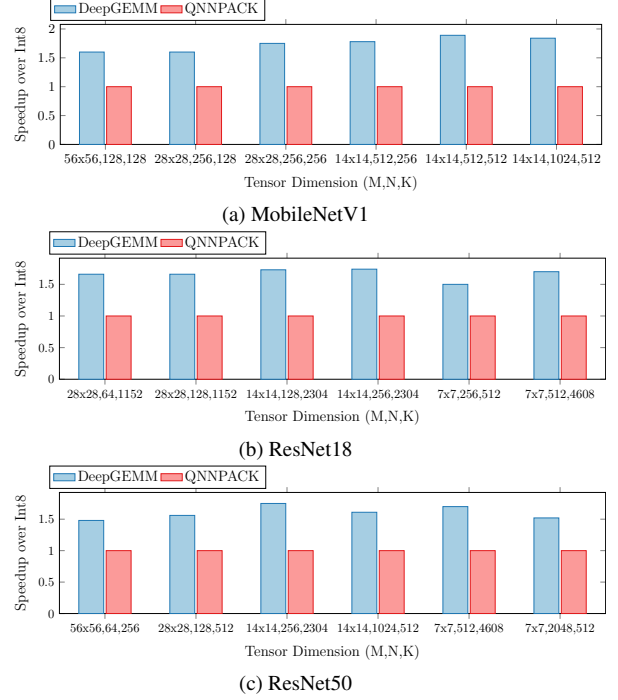 DeepGEMM QNNPACK
Speedup over Int8
2
1.5
1
0.5
0
56x56,128,128 28x28,256,128 28x28,256,256 14x14,512,256 14x14,512,512 14x14,1024,512
Tensor Dimension (M,N,K)
(a) MobileNetV1
DeepGEMM QNNPACK
Speedup over Int8
1.5
1
0.5
0
28x28,64,1152 28x28,128,1152 14x14,128,2304 14x14,256,2304 7x7,256,512 7x7,512,4608
Tensor Dimension (M,N,K)
(b) ResNet18
DeepGEMM QNNPACK
Speedup over Int8
1.5
1
0.5
0
56x56,64,256 28x28,128,512 14x14,256,2304 14x14,1024,512 7x7,512,4608 7x7,2048,512
Tensor Dimension (M,N,K)
(c) ResNet50